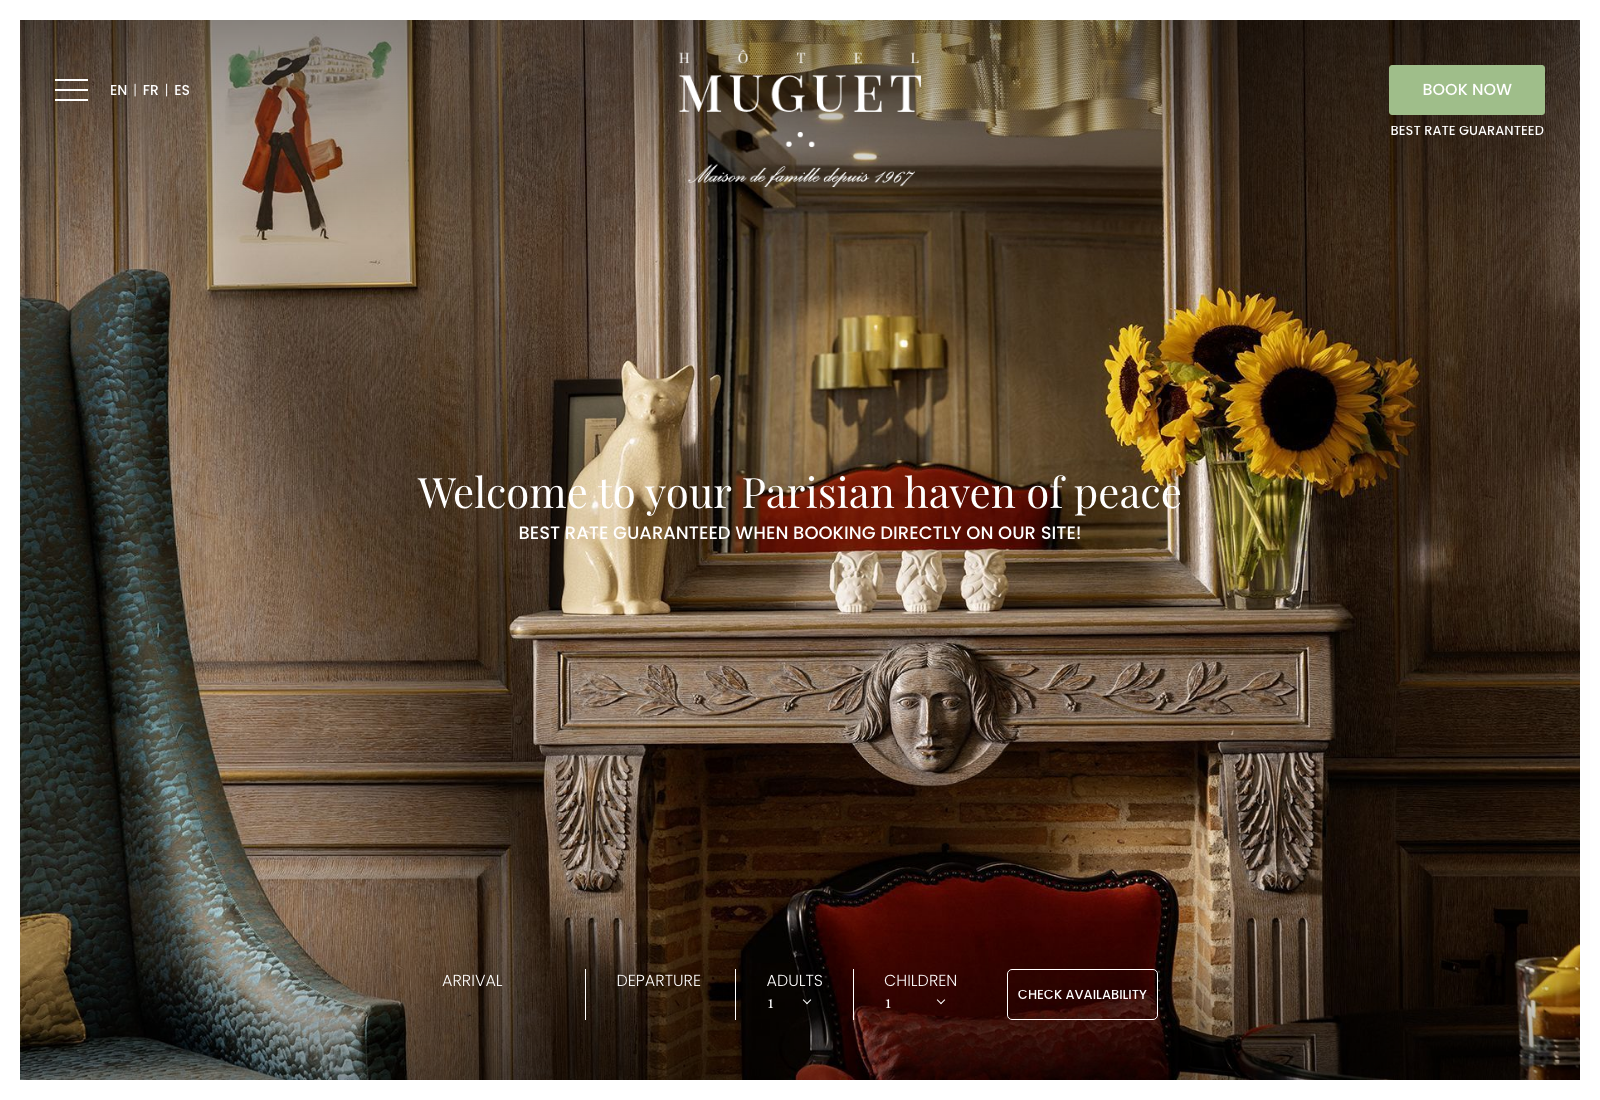 EN | FR | ES
HÔTEL
MUGUET
Maison de famille depuis 1967
BOOK NOW
BEST RATE GUARANTEED
Welcome to your Parisian haven of peace
BEST RATE GUARANTEED WHEN BOOKING DIRECTLY ON OUR SITE!
ARRIVAL
DEPARTURE
ADULTS
1
CHILDREN
1
CHECK AVAILABILITY